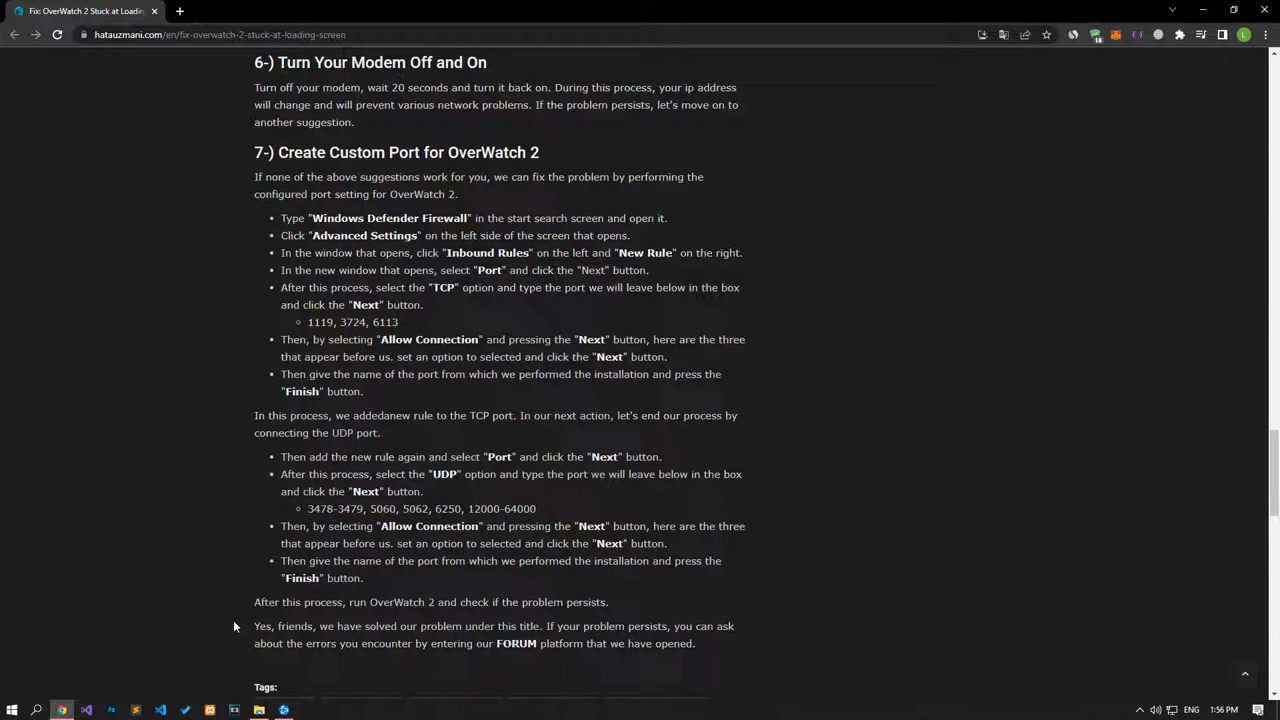 Fix: OverWatch 2 Stuck at Loadin
hatauzmani.com/en/fix-overwatch-2-stuck-at-loading-screen
18
L
6-) Turn Your Modem Off and On
Turn off your modem, wait 20 seconds and turn it back on. During this process, your ip address
will change and will prevent various network problems. If the problem persists, let's move on to
another suggestion.
7-) Create Custom Port for OverWatch 2
If none of the above suggestions work for you, we can fix the problem by performing the
configured port setting for OverWatch 2.
• Type "Windows Defender Firewall" in the start search screen and open it.
• Click "Advanced Settings" on the left side of the screen that opens.
• In the window that opens, click "Inbound Rules" on the left and "New Rule" on the right.
• In the new window that opens, select "Port" and click the "Next" button.
• After this process, select the "TCP" option and type the port we will leave below in the box
and click the "Next" button.
○ 1119, 3724, 6113
• Then, by selecting "Allow Connection" and pressing the "Next" button, here are the three
that appear before us. set an option to selected and click the "Next" button.
• Then give the name of the port from which we performed the installation and press the
"Finish" button.
In this process, we addedanew rule to the TCP port. In our next action, let's end our process by
connecting the UDP port.
• Then add the new rule again and select "Port" and click the "Next" button.
• After this process, select the "UDP" option and type the port we will leave below in the box
and click the "Next" button.
○ 3478-3479, 5060, 5062, 6250, 12000-64000
• Then, by selecting "Allow Connection" and pressing the "Next" button, here are the three
that appear before us. set an option to selected and click the "Next" button.
• Then give the name of the port from which we performed the installation and press the
"Finish" button.
After this process, run OverWatch 2 and check if the problem persists.
Yes, friends, we have solved our problem under this title. If your problem persists, you can ask
about the errors you encounter by entering our FORUM platform that we have opened.
Tags:
ENG 1:56 PM